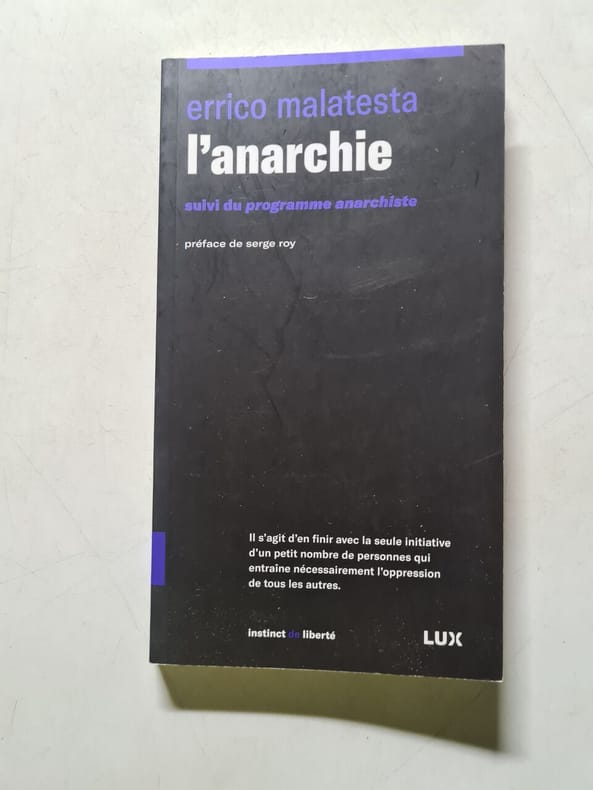 errico malatesta
l'anarchie
suivi du programme anarchiste
préface de serge roy
Il s'agit d'en finir avec la seule initiative
d'un petit nombre de personnes qui
entraîne nécessairement l'oppression
de tous les autres.
instinct de liberté
LUX